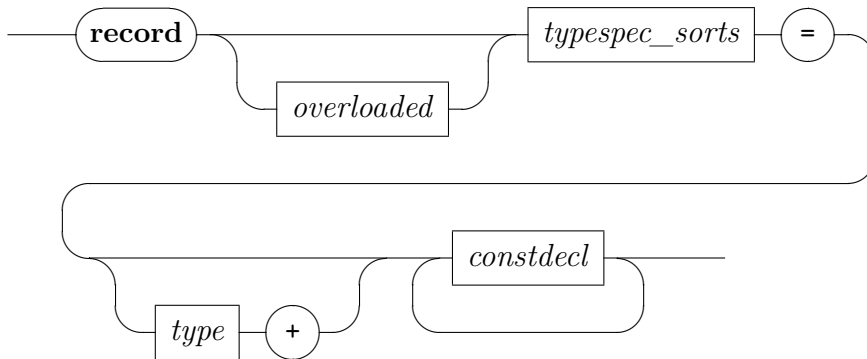 record typespec_sorts =
overloaded
constdecl
type +